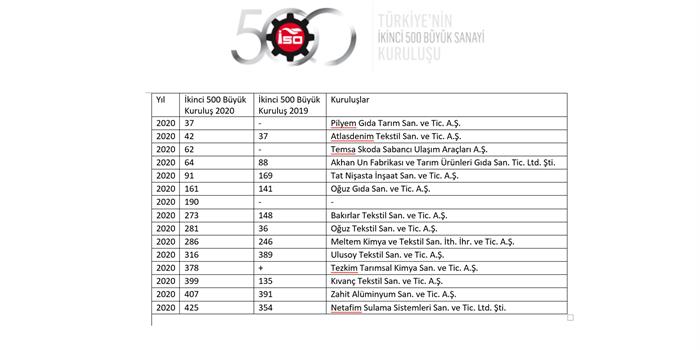 500
İSO
TÜRKİYE'NİN
İKİNCİ 500 BÜYÜK SANAYİ
KURULUŞU
Yıl İkinci 500 Büyük Kuruluş 2020 İkinci 500 Büyük Kuruluş 2019 Kuruluşlar
2020 37 - Pilyem Gıda Tarım San. ve Tic. A.Ş.
2020 42 37 Atlasdenim Tekstil San. ve Tic. A.Ş.
2020 62 - Temsa Skoda Sabancı Ulaşım Araçları A.Ş.
2020 64 88 Akhan Un Fabrikası ve Tarım Ürünleri Gıda San. Tic. Ltd. Şti.
2020 91 169 Tat Nişasta İnşaat San. ve Tic. A.Ş.
2020 161 141 Oğuz Gıda San. ve Tic. A.Ş.
2020 190 - -
2020 273 148 Bakırlar Tekstil San. ve Tic. A.Ş.
2020 281 36 Oğuz Tekstil San. ve Tic. A.Ş.
2020 286 246 Meltem Kimya ve Tekstil San. İth. İhr. ve Tic. A.Ş.
2020 316 389 Ulusoy Tekstil San. ve Tic. A.Ş.
2020 378 + Tezkim Tarımsal Kimya San. ve Tic. A.Ş.
2020 399 135 Kıvanç Tekstil San. ve Tic. A.Ş.
2020 407 391 Zahit Alüminyum San. ve Tic. A.Ş.
2020 425 354 Netafim Sulama Sistemleri San. ve Tic. Ltd. Şti.